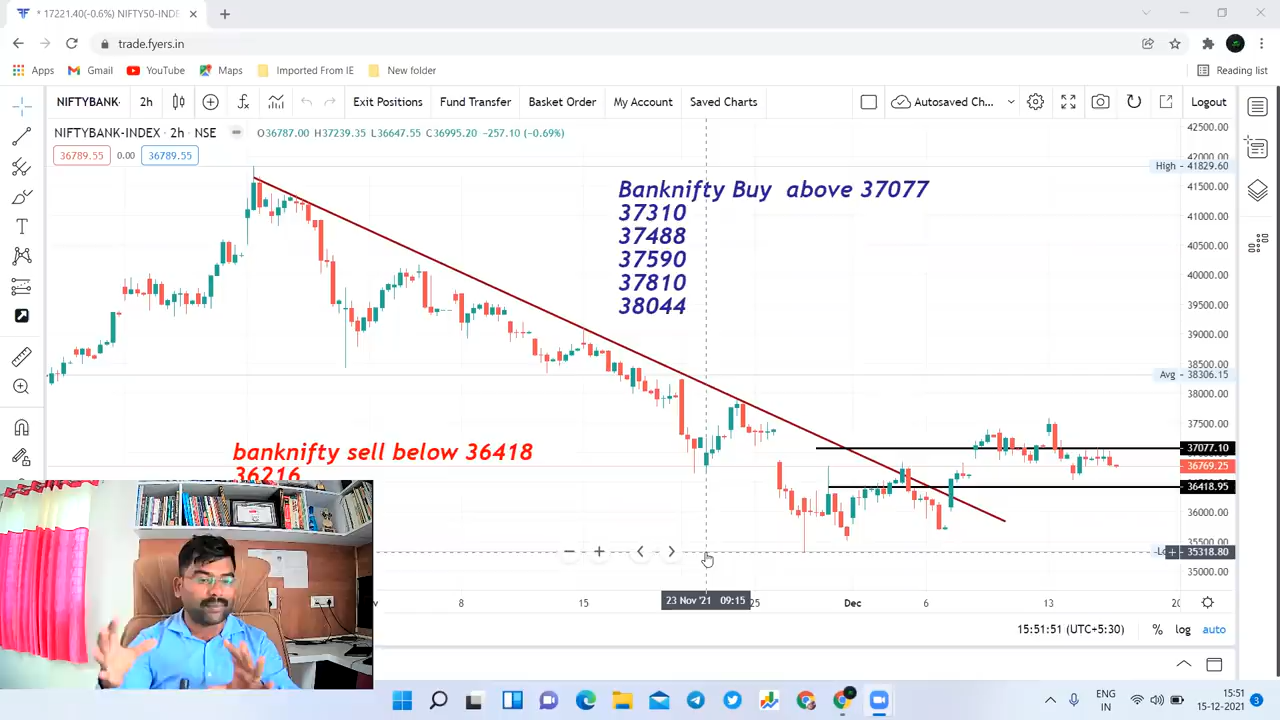 * 17221.40(-0.6%) NIFTY50-INDE
trade.fyers.in
Apps Gmail YouTube Maps Imported From IE New folder Reading list
NIFTYBANK- 2h Exit Positions Fund Transfer Basket Order My Account Saved Charts Autosaved Ch... Logout
NIFTYBANK-INDEX · 2h · NSE O36787.00 H37239.35 L36647.55 C36995.20 -257.10 (-0.69%)
36789.55 0.00 36789.55
42500.00
42000.00
High - 41829.60
41500.00
41000.00
40500.00
40000.00
39500.00
39000.00
38500.00
Avg - 38306.15
38000.00
37500.00
37077.10
36769.25
36418.95
36000.00
35500.00
35318.80
35000.00
Banknifty Buy above 37077
37310
37488
37590
37810
38044
banknifty sell below 36418
36216
23 Nov '21 09:15
8 15 25 Dec 6 13 20
15:51:51 (UTC+5:30) % log auto
ENG
IN
15:51
15-12-2021
3